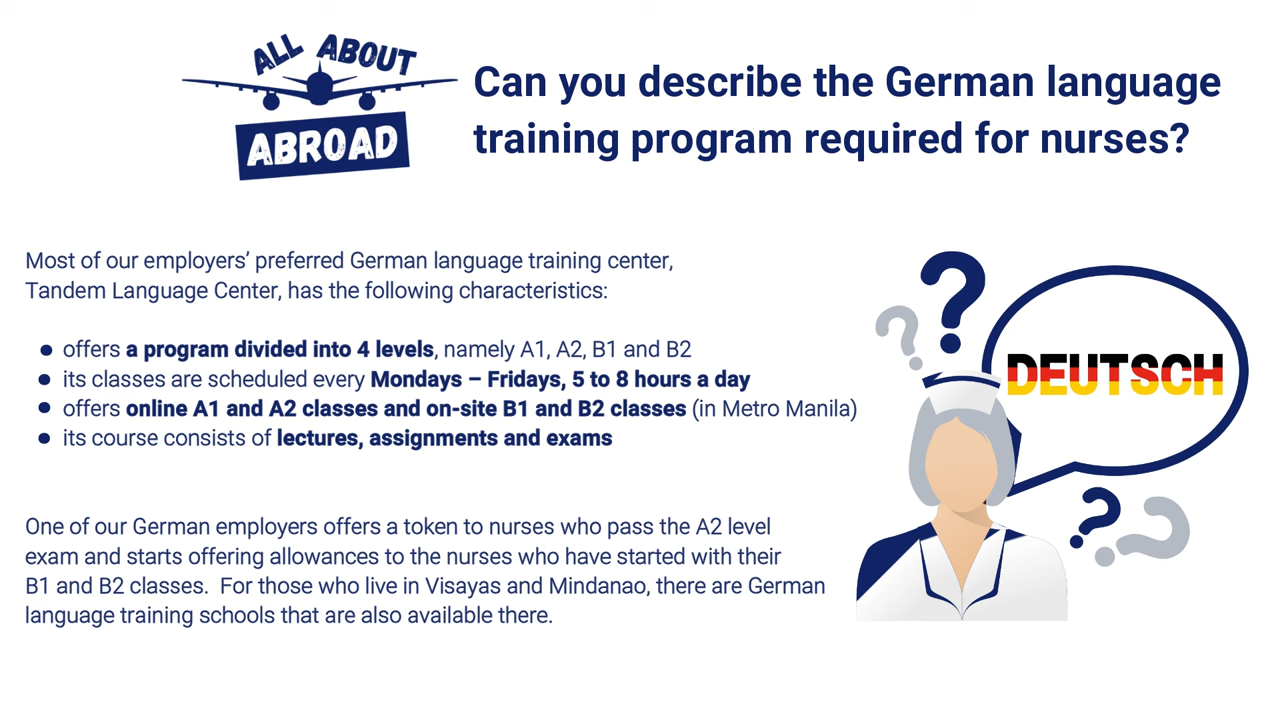 ALL ABOUT
ABROAD
Can you describe the German language
training program required for nurses?
Most of our employers’ preferred German language training center,
Tandem Language Center, has the following characteristics:
● offers a program divided into 4 levels, namely A1, A2, B1 and B2
● its classes are scheduled every Mondays – Fridays, 5 to 8 hours a day
● offers online A1 and A2 classes and on-site B1 and B2 classes (in Metro Manila)
● its course consists of lectures, assignments and exams
? ?
DEUTSCH
? ?
One of our German employers offers a token to nurses who pass the A2 level
exam and starts offering allowances to the nurses who have started with their
B1 and B2 classes.  For those who live in Visayas and Mindanao, there are German
language training schools that are also available there.